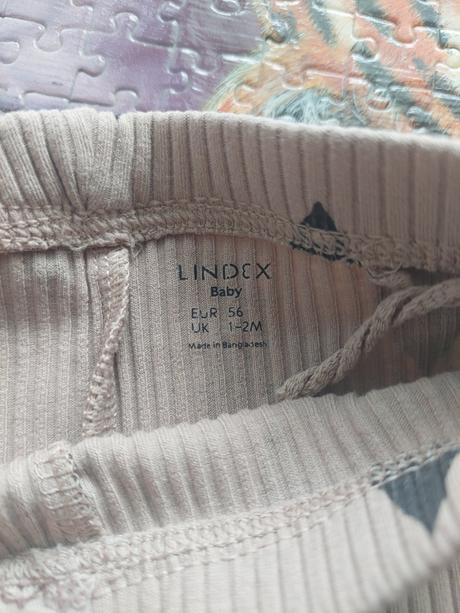 LINDEX
Baby
EUR 56
UK 1-2M
Made in Bangladesh